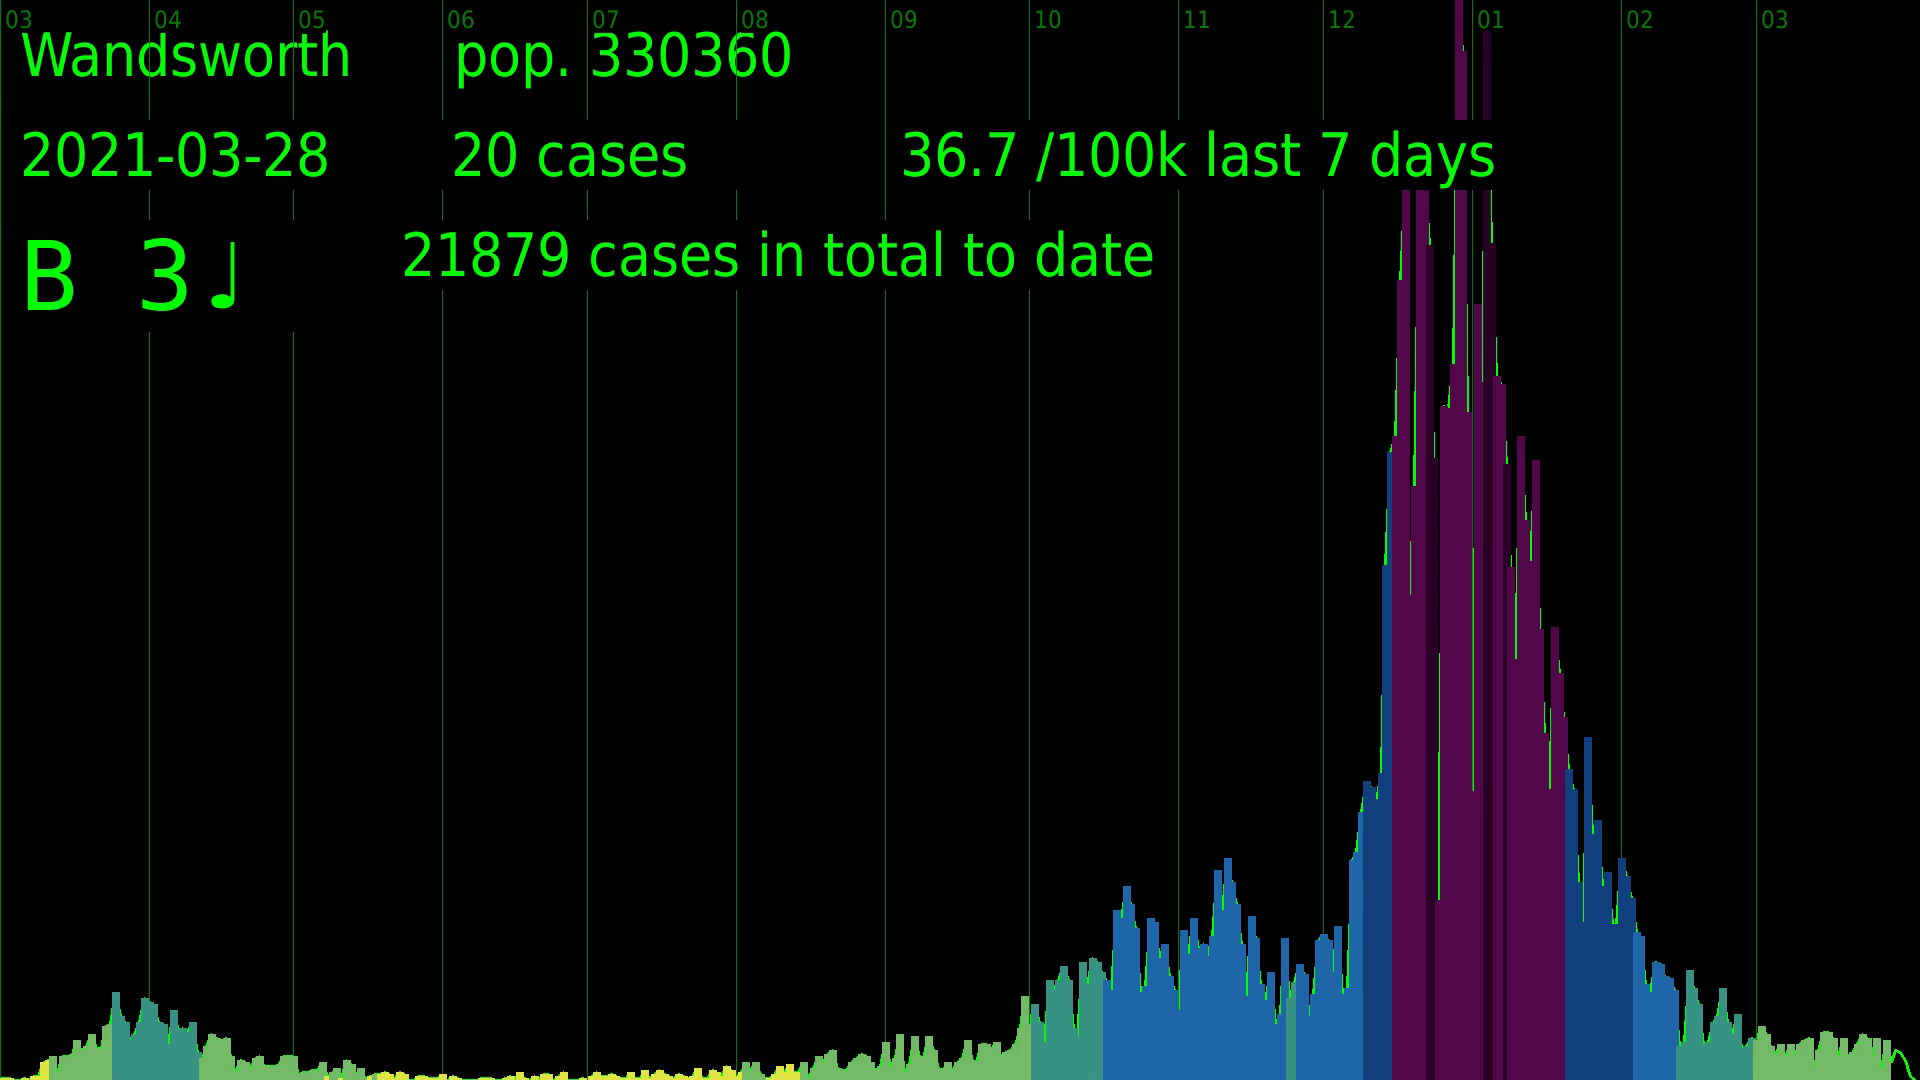 03 04 05 06 07 08 09 10 11 12 01 02 03
Wandsworth pop. 330360
2021-03-28 20 cases 36.7 /100k last 7 days
B 3♩ 21879 cases in total to date